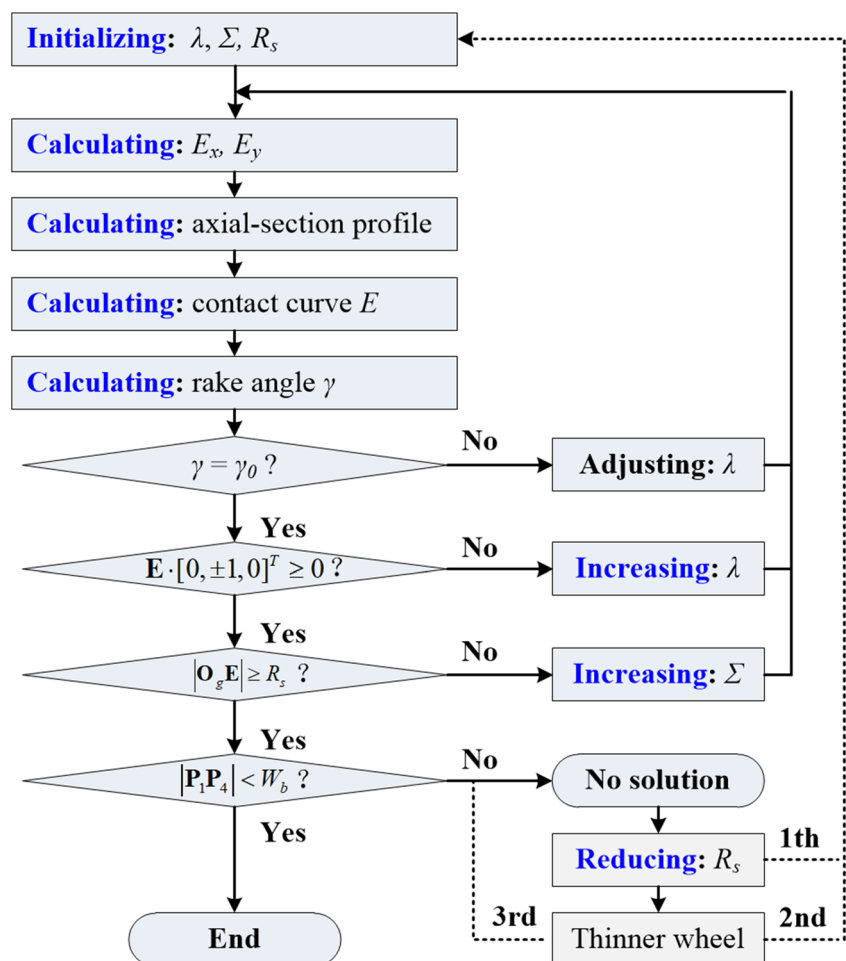 Initializing: λ, Σ, Rs
Calculating: Ex, Ey
Calculating: axial-section profile
Calculating: contact curve E
Calculating: rake angle γ
γ = γ0 ?
No
Adjusting: λ
Yes
E·[0,±1,0]^T ≥ 0 ?
No
Increasing: λ
Yes
|OgE| ≥ Rs ?
No
Increasing: Σ
Yes
|P1P4| < Wb ?
No
No solution
Yes
Reducing: Rs
1th
End
3rd
Thinner wheel
2nd